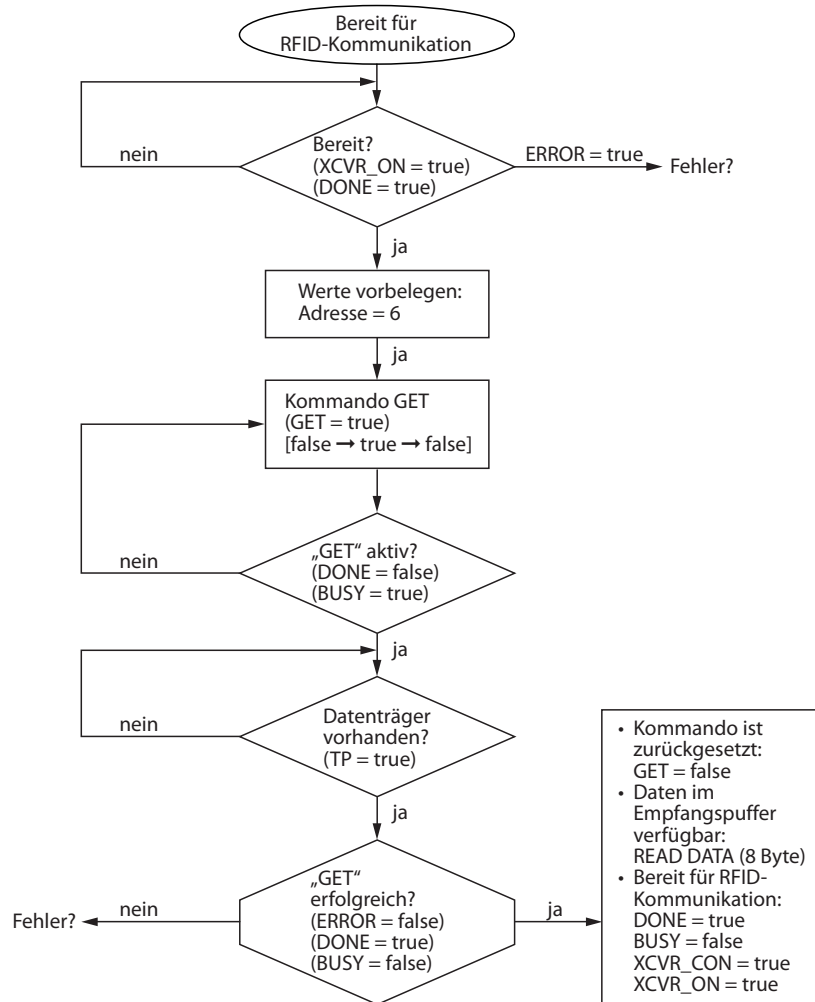 Bereit für
RFID-Kommunikation
nein
Bereit?
(XCVR_ON = true)
(DONE = true)
ERROR = true
Fehler?
ja
Werte vorbelegen:
Adresse = 6
ja
Kommando GET
(GET = true)
[false → true → false]
nein
„GET“ aktiv?
(DONE = false)
(BUSY = true)
ja
nein
Datenträger
vorhanden?
(TP = true)
ja
Fehler?
nein
„GET“
erfolgreich?
(ERROR = false)
(DONE = true)
(BUSY = false)
ja
• Kommando ist
zurückgesetzt:
GET = false
• Daten im
Empfangspuffer
verfügbar:
READ DATA (8 Byte)
• Bereit für RFID-
Kommunikation:
DONE = true
BUSY = false
XCVR_CON = true
XCVR_ON = true